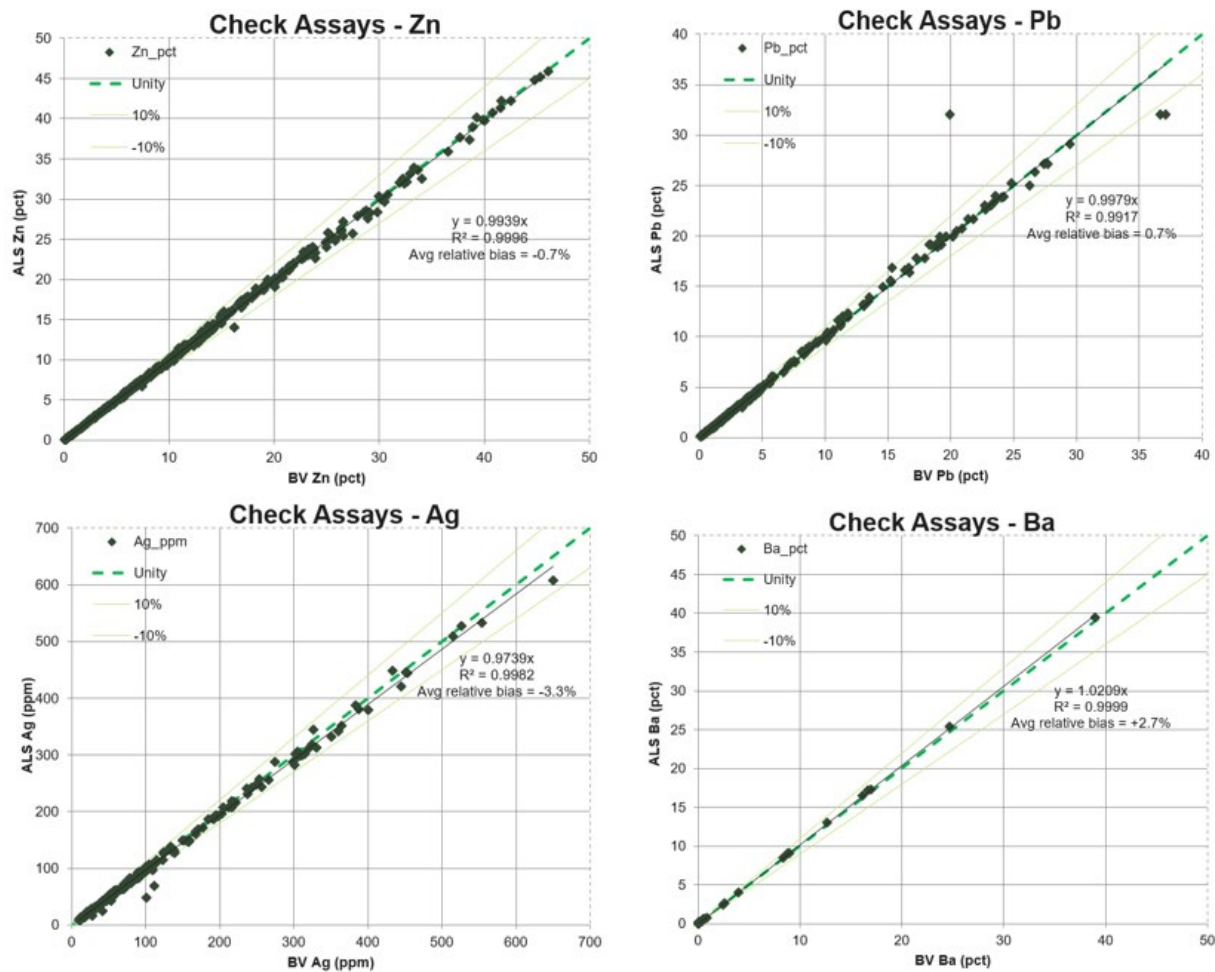 Check Assays - Zn
50
45
40
35
30
25
20
15
10
5
0
ALS Zn (pct)
Zn_pct
Unity
10%
-10%
y = 0.9939x
R² = 0.9996
Avg relative bias = -0.7%
0 10 20 30 40 50
BV Zn (pct)
Check Assays - Pb
40
35
30
25
20
15
10
5
0
ALS Pb (pct)
Pb_pct
Unity
10%
-10%
y = 0.9979x
R² = 0.9917
Avg relative bias = 0.7%
0 5 10 15 20 25 30 35 40
BV Pb (pct)
Check Assays - Ag
700
600
500
400
300
200
100
0
ALS Ag (ppm)
Ag_ppm
Unity
10%
-10%
y = 0.9739x
R² = 0.9982
Avg relative bias = -3.3%
0 100 200 300 400 500 600 700
BV Ag (ppm)
Check Assays - Ba
50
45
40
35
30
25
20
15
10
5
0
ALS Ba (pct)
Ba_pct
Unity
10%
-10%
y = 1.0209x
R² = 0.9999
Avg relative bias = +2.7%
0 10 20 30 40 50
BV Ba (pct)